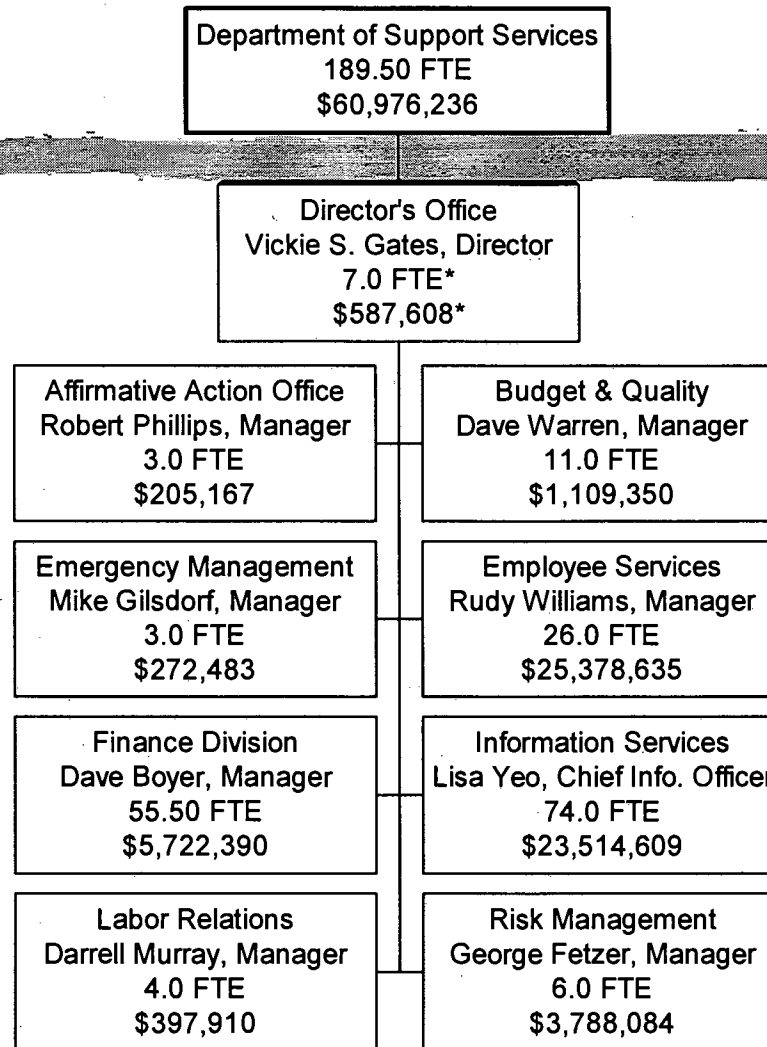 Department of Support Services
189.50 FTE
$60,976,236
Director's Office
Vickie S. Gates, Director
7.0 FTE*
$587,608*
Affirmative Action Office
Robert Phillips, Manager
3.0 FTE
$205,167
Budget & Quality
Dave Warren, Manager
11.0 FTE
$1,109,350
Emergency Management
Mike Gilsdorf, Manager
3.0 FTE
$272,483
Employee Services
Rudy Williams, Manager
26.0 FTE
$25,378,635
Finance Division
Dave Boyer, Manager
55.50 FTE
$5,722,390
Information Services
Lisa Yeo, Chief Info. Officer
74.0 FTE
$23,514,609
Labor Relations
Darrell Murray, Manager
4.0 FTE
$397,910
Risk Management
George Fetzer, Manager
6.0 FTE
$3,788,084